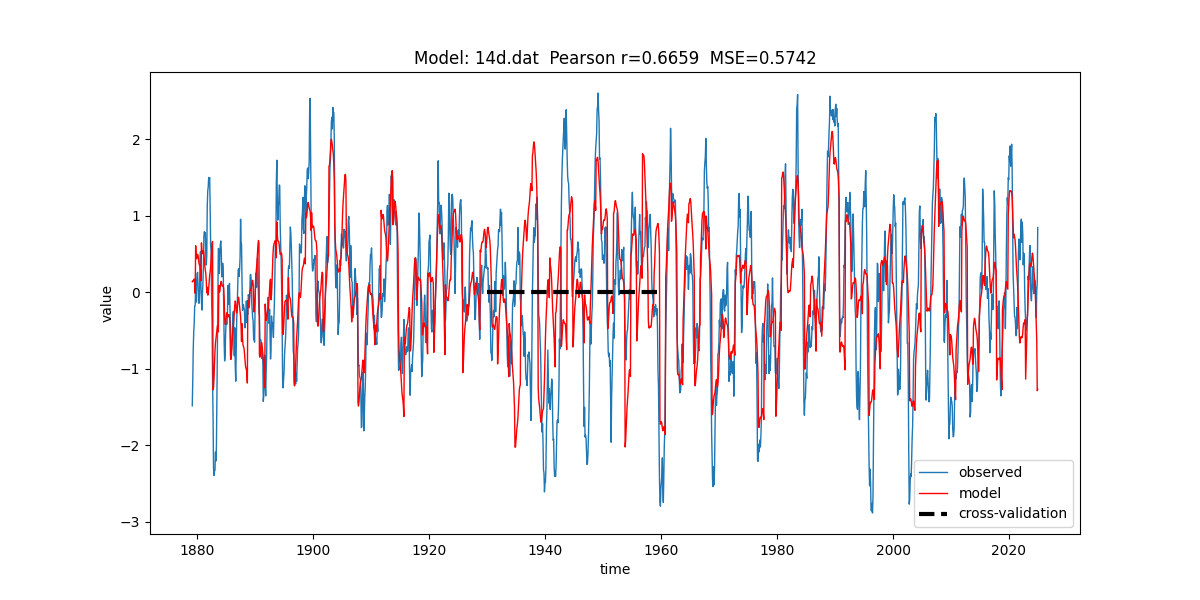 Model: 14d.dat  Pearson r=0.6659  MSE=0.5742
value
2
1
0
−1
−2
−3
observed
model
cross-validation
1880 1900 1920 1940 1960 1980 2000 2020
time